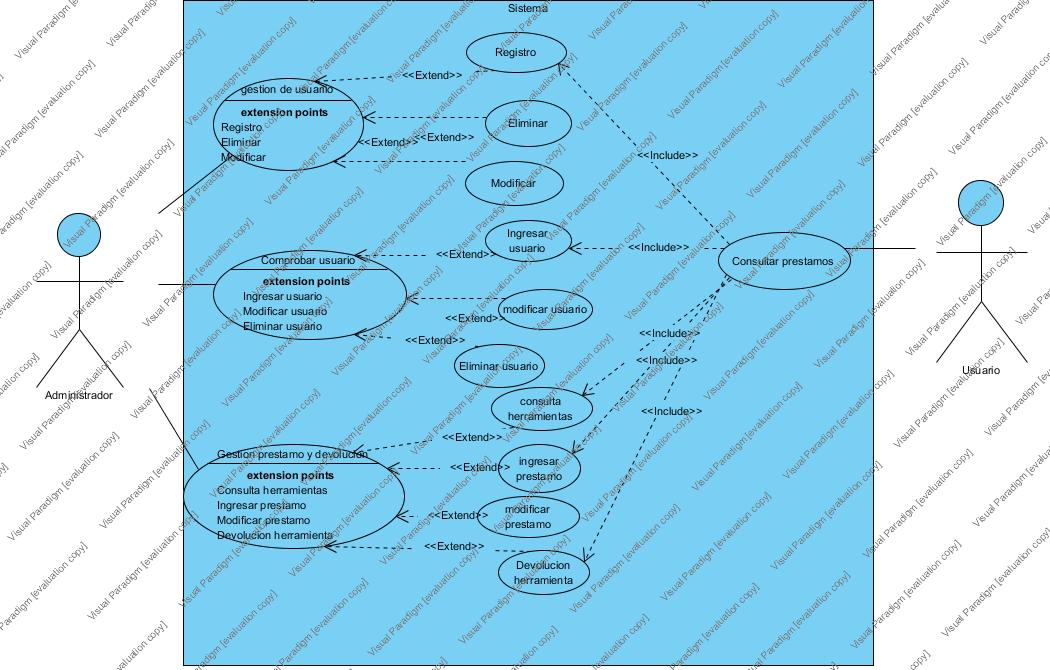 Sistema
Registro
<<Extend>>
gestion de usuario
extension points
Registro
Eliminar
Modificar
Eliminar
<<Extend>>
<<Extend>>
Modificar
<<Include>>
Ingresar
usuario
<<Include>>
<<Extend>>
Consultar prestamos
Comprobar usuario
extension points
Ingresar usuario
Modificar usuario
Eliminar usuario
modificar usuario
<<Extend>>
<<Extend>>
Eliminar usuario
<<Include>>
<<Include>>
<<Include>>
Administrador
Usuario
consulta
herramientas
<<Extend>>
Gestion prestamo y devolucion
extension points
Consulta herramientas
Ingresar prestamo
Modificar prestamo
Devolucion herramienta
<<Extend>>
ingresar
prestamo
<<Extend>>
modificar
prestamo
<<Extend>>
Devolucion
herramienta
Visual Paradigm [evaluation copy]